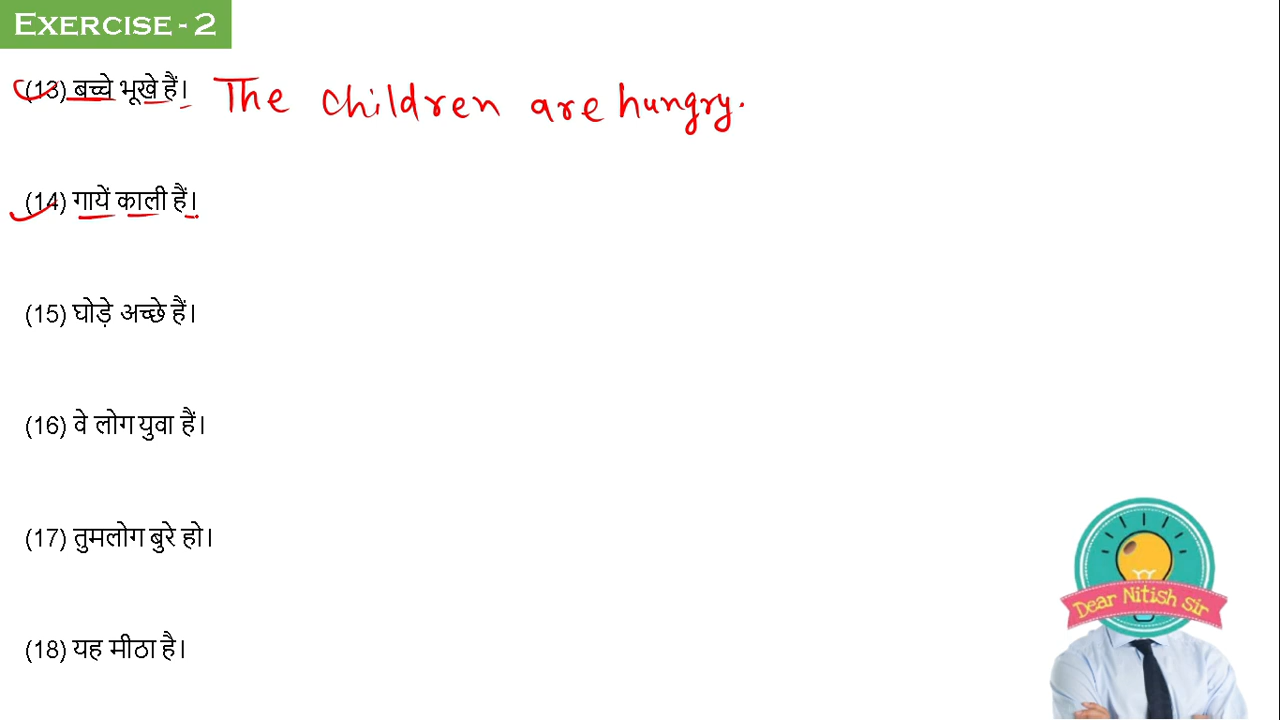 EXERCISE - 2
(13) बच्चे भूखे हैं। The children are hungry.
(14) गायें काली हैं।
(15) घोड़े अच्छे हैं।
(16) वे लोग युवा हैं।
(17) तुमलोग बुरे हो।
(18) यह मीठा है।
Dear Nitish Sir